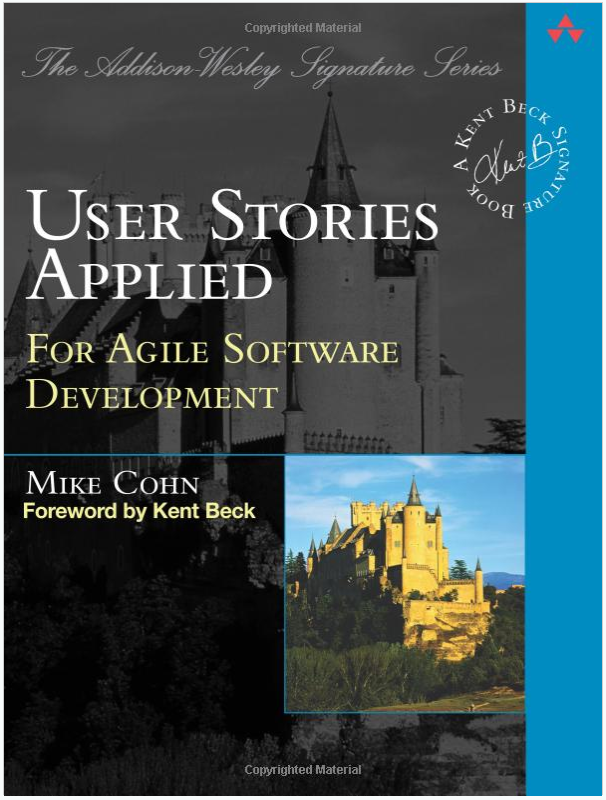 Copyrighted Material
The Addison-Wesley Signature Series
A KENT BECK SIGNATURE BOOK
Kent B
USER STORIES
APPLIED
FOR AGILE SOFTWARE
DEVELOPMENT
MIKE COHN
Foreword by Kent Beck
Copyrighted Material